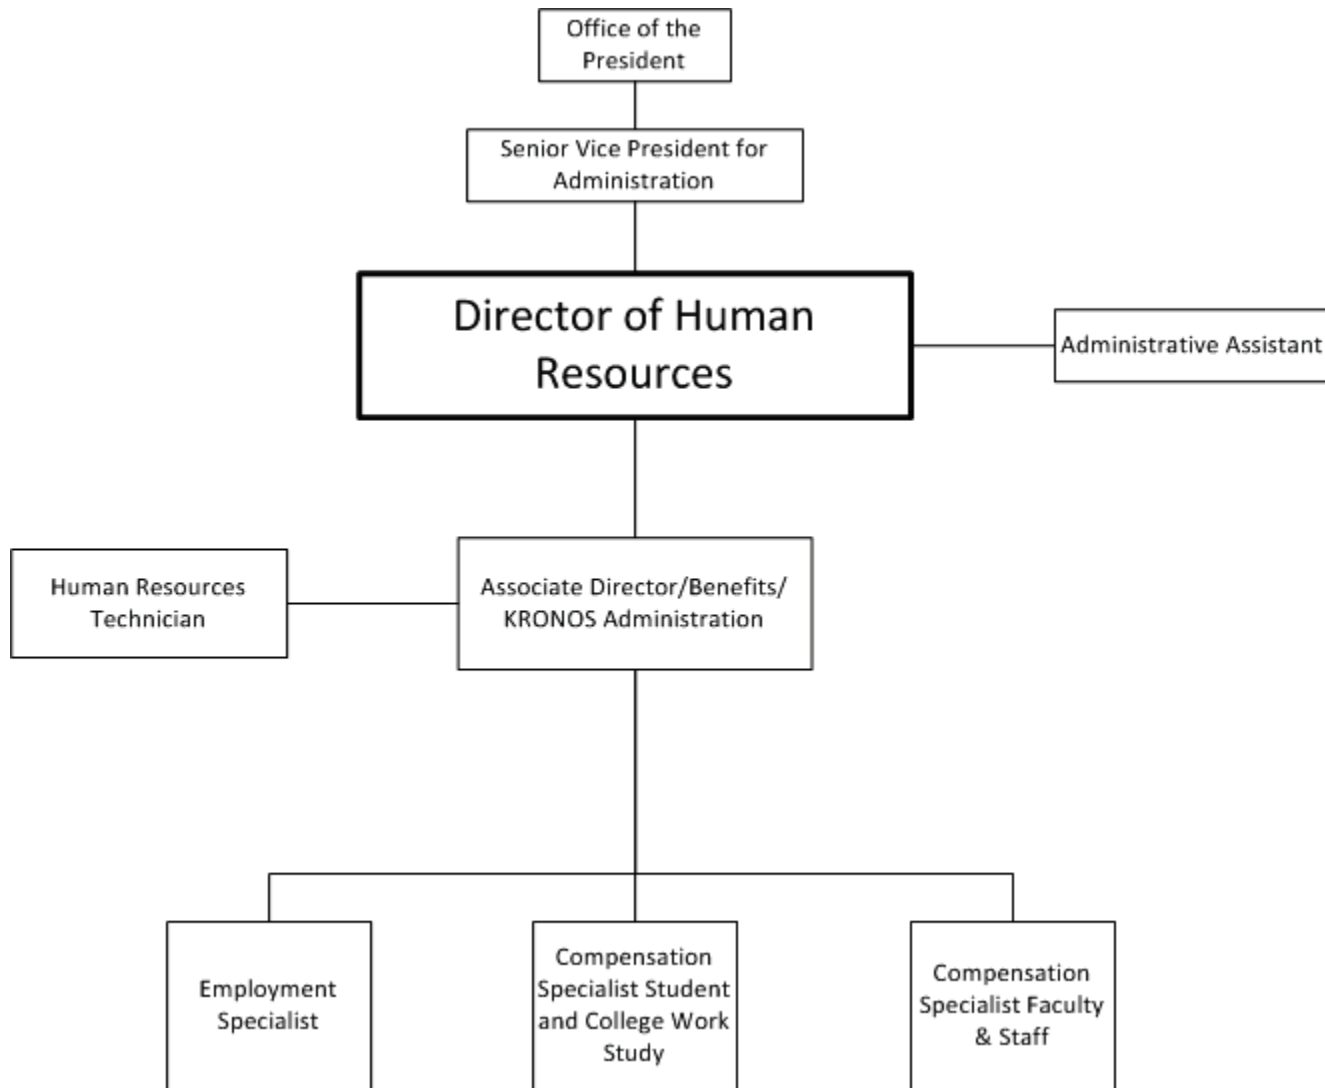 Office of the
President
Senior Vice President for
Administration
Director of Human
Resources
Administrative Assistant
Human Resources
Technician
Associate Director/Benefits/
KRONOS Administration
Employment
Specialist
Compensation
Specialist Student
and College Work
Study
Compensation
Specialist Faculty
& Staff